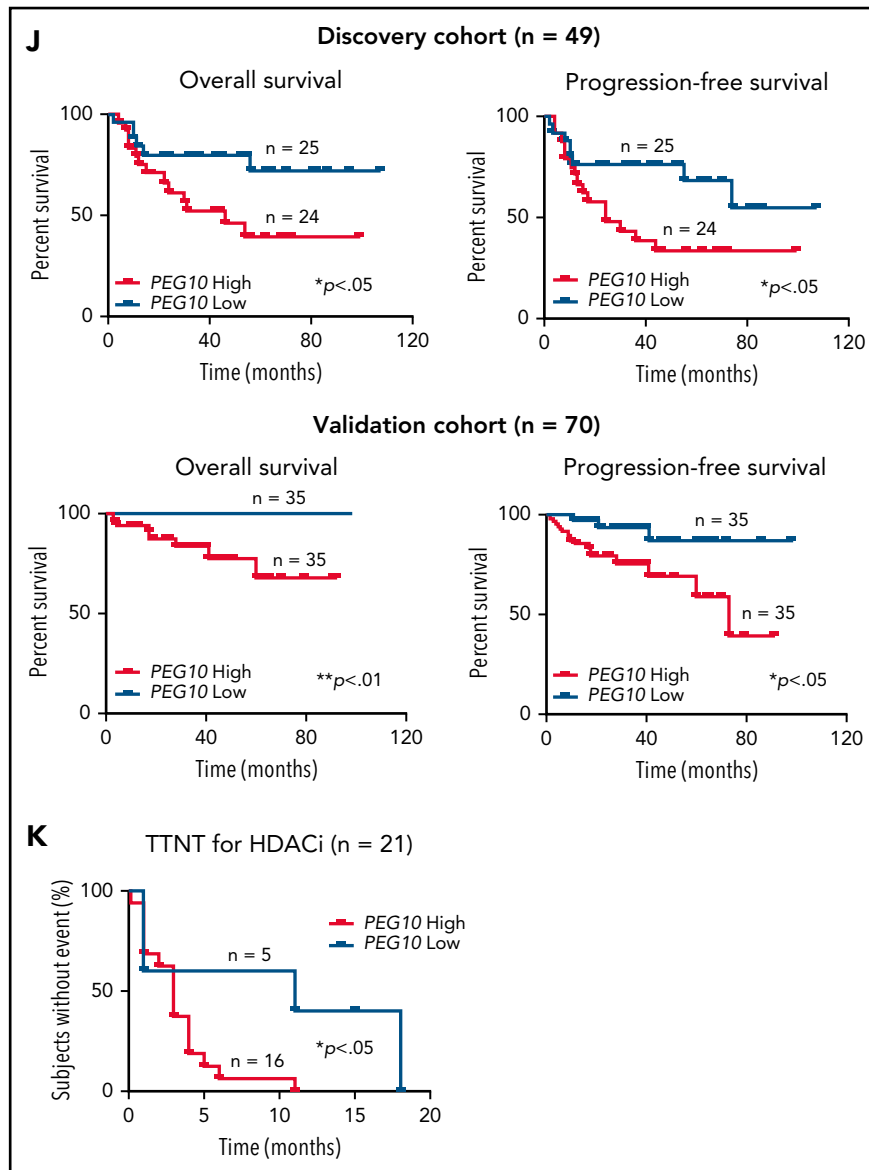 J
Discovery cohort (n = 49)
Overall survival
Percent survival
100
50
0
n = 25
n = 24
PEG10 High
PEG10 Low
*p<.05
0 40 80 120
Time (months)
Progression-free survival
Percent survival
100
50
0
n = 25
n = 24
PEG10 High
PEG10 Low
*p<.05
0 40 80 120
Time (months)
Validation cohort (n = 70)
Overall survival
Percent survival
100
50
0
n = 35
n = 35
PEG10 High
PEG10 Low
**p<.01
0 40 80 120
Time (months)
Progression-free survival
Percent survival
100
50
0
n = 35
n = 35
PEG10 High
PEG10 Low
*p<.05
0 40 80 120
Time (months)
K
TTNT for HDACi (n = 21)
Subjects without event (%)
100
50
0
PEG10 High
PEG10 Low
n = 5
*p<.05
n = 16
0 5 10 15 20
Time (months)